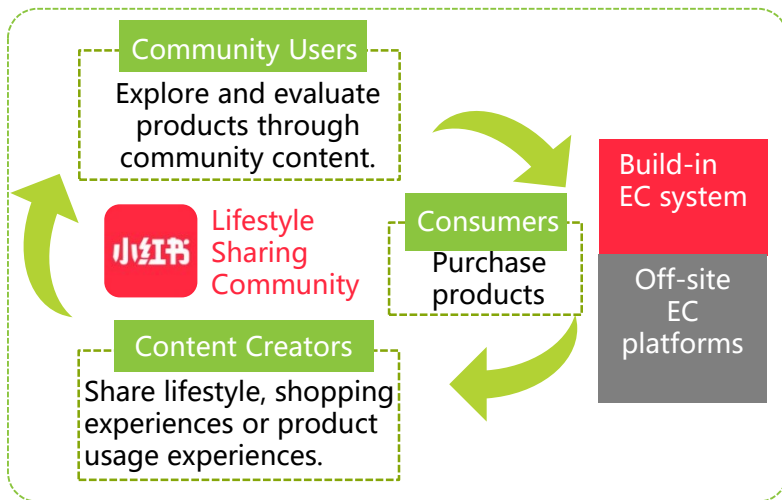 Community Users
Explore and evaluate
products through
community content.
Build-in
EC system
小红书
Lifestyle
Sharing
Community
Consumers
Purchase
products
Off-site
EC
platforms
Content Creators
Share lifestyle, shopping
experiences or product
usage experiences.